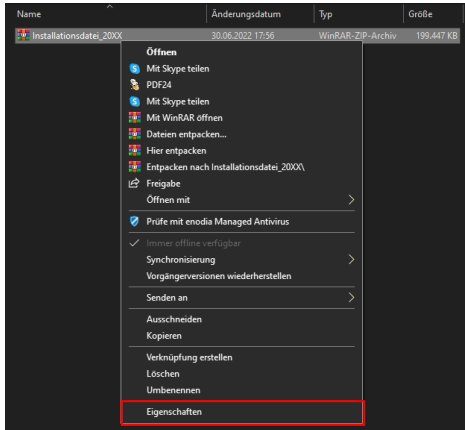 Name Änderungsdatum Typ Größe
Installationsdatei_20XX 30.06.2022 17:56 WinRAR-ZIP-Archiv 199.447 KB
Öffnen
Mit Skype teilen
PDF24
Mit Skype teilen
Mit WinRAR öffnen
Dateien entpacken...
Hier entpacken
Entpacken nach Installationsdatei_20XX\
Freigabe
Öffnen mit
Prüfe mit enodia Managed Antivirus
Immer offline verfügbar
Synchronisierung
Vorgängerversionen wiederherstellen
Senden an
Ausschneiden
Kopieren
Verknüpfung erstellen
Löschen
Umbenennen
Eigenschaften